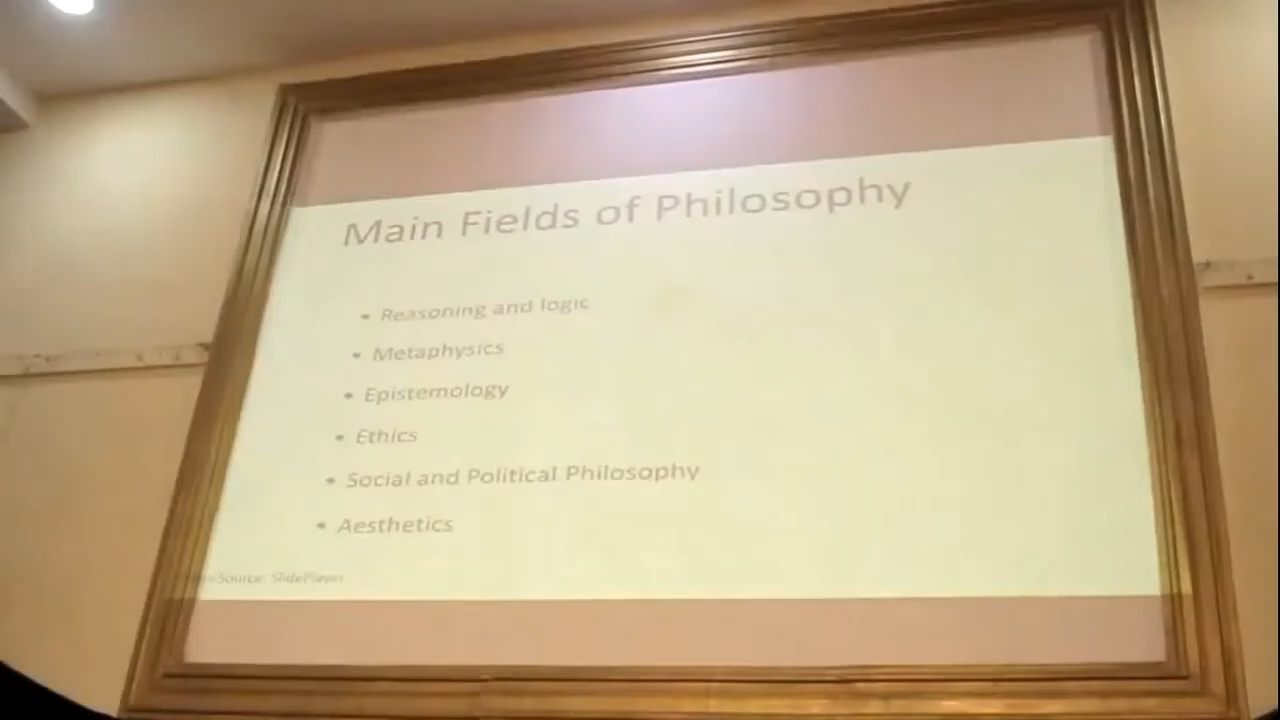 Main Fields of Philosophy
• Reasoning and logic
• Metaphysics
• Epistemology
• Ethics
• Social and Political Philosophy
• Aesthetics
Source: SlidePlayer